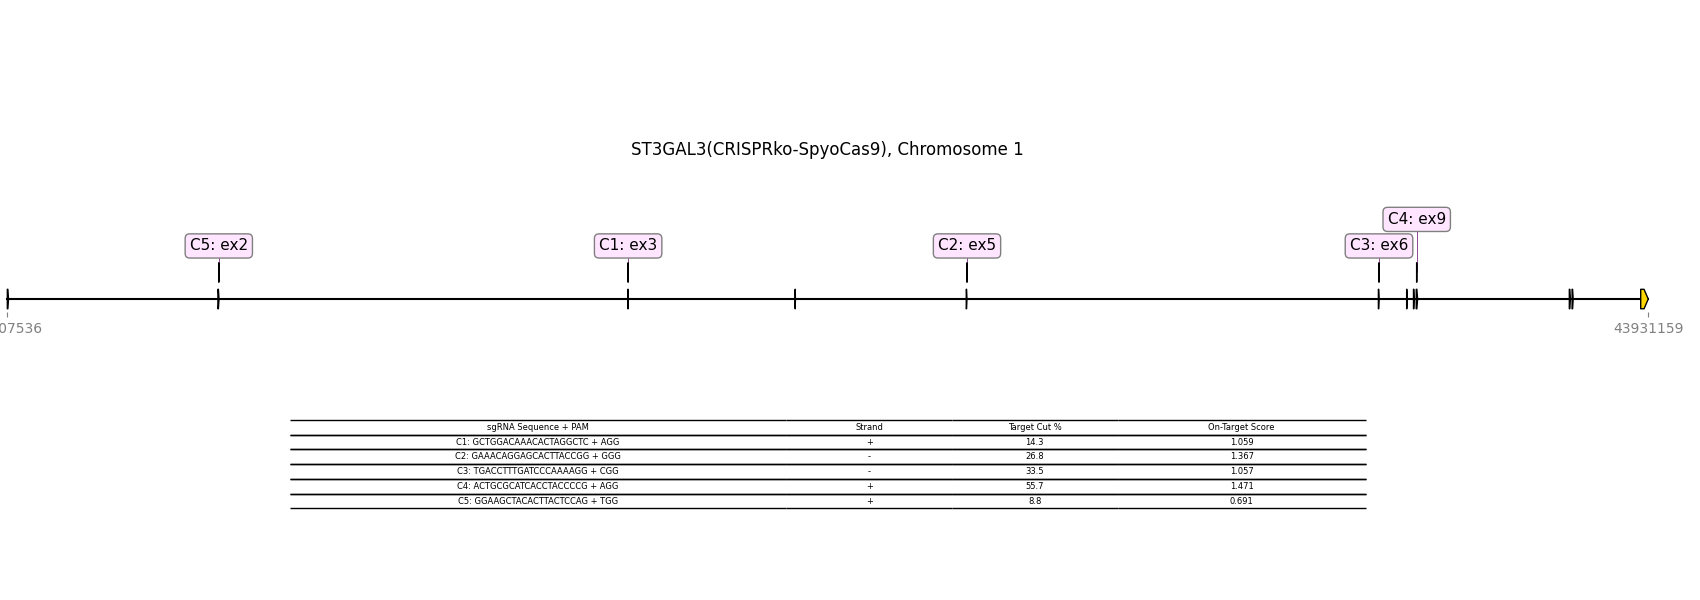 ST3GAL3(CRISPRko-SpyoCas9), Chromosome 1
C4: ex9
C5: ex2 C1: ex3 C2: ex5 C3: ex6
07536 43931159
sgRNA Sequence + PAM Strand Target Cut % On-Target Score
C1: GCTGGACAAACACTAGGCTC + AGG + 14.3 1.059
C2: GAAACAGGAGCACTTACCGG + GGG - 26.8 1.367
C3: TGACCTTTGATCCCAAAAGG + CGG - 33.5 1.057
C4: ACTGCGCATCACCTACCCCG + AGG + 55.7 1.471
C5: GGAAGCTACACTTACTCCAG + TGG + 8.8 0.691